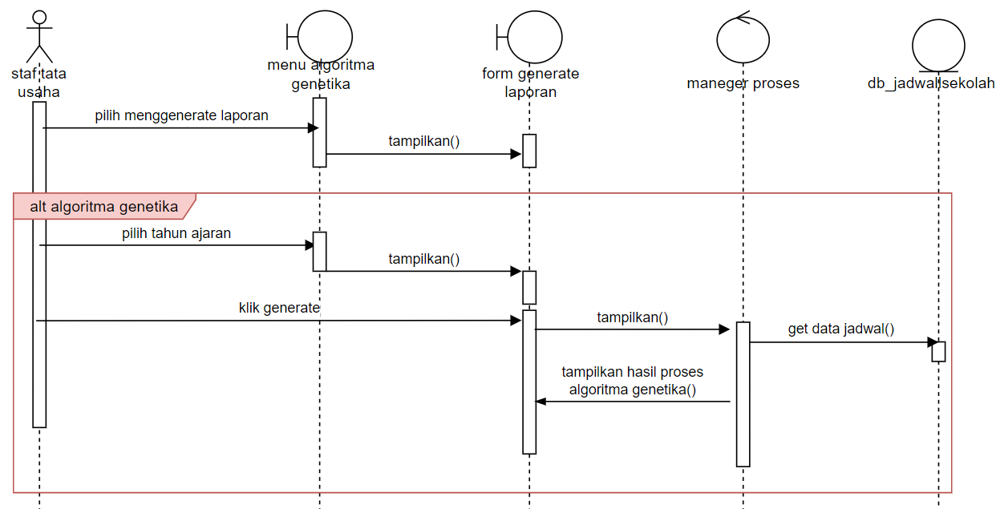 staf tata
usaha
menu algoritma
genetika
form generate
laporan
maneger proses
db_jadwalsekolah
pilih menggenerate laporan
tampilkan()
alt algoritma genetika
pilih tahun ajaran
tampilkan()
klik generate
tampilkan()
get data jadwal()
tampilkan hasil proses
algoritma genetika()